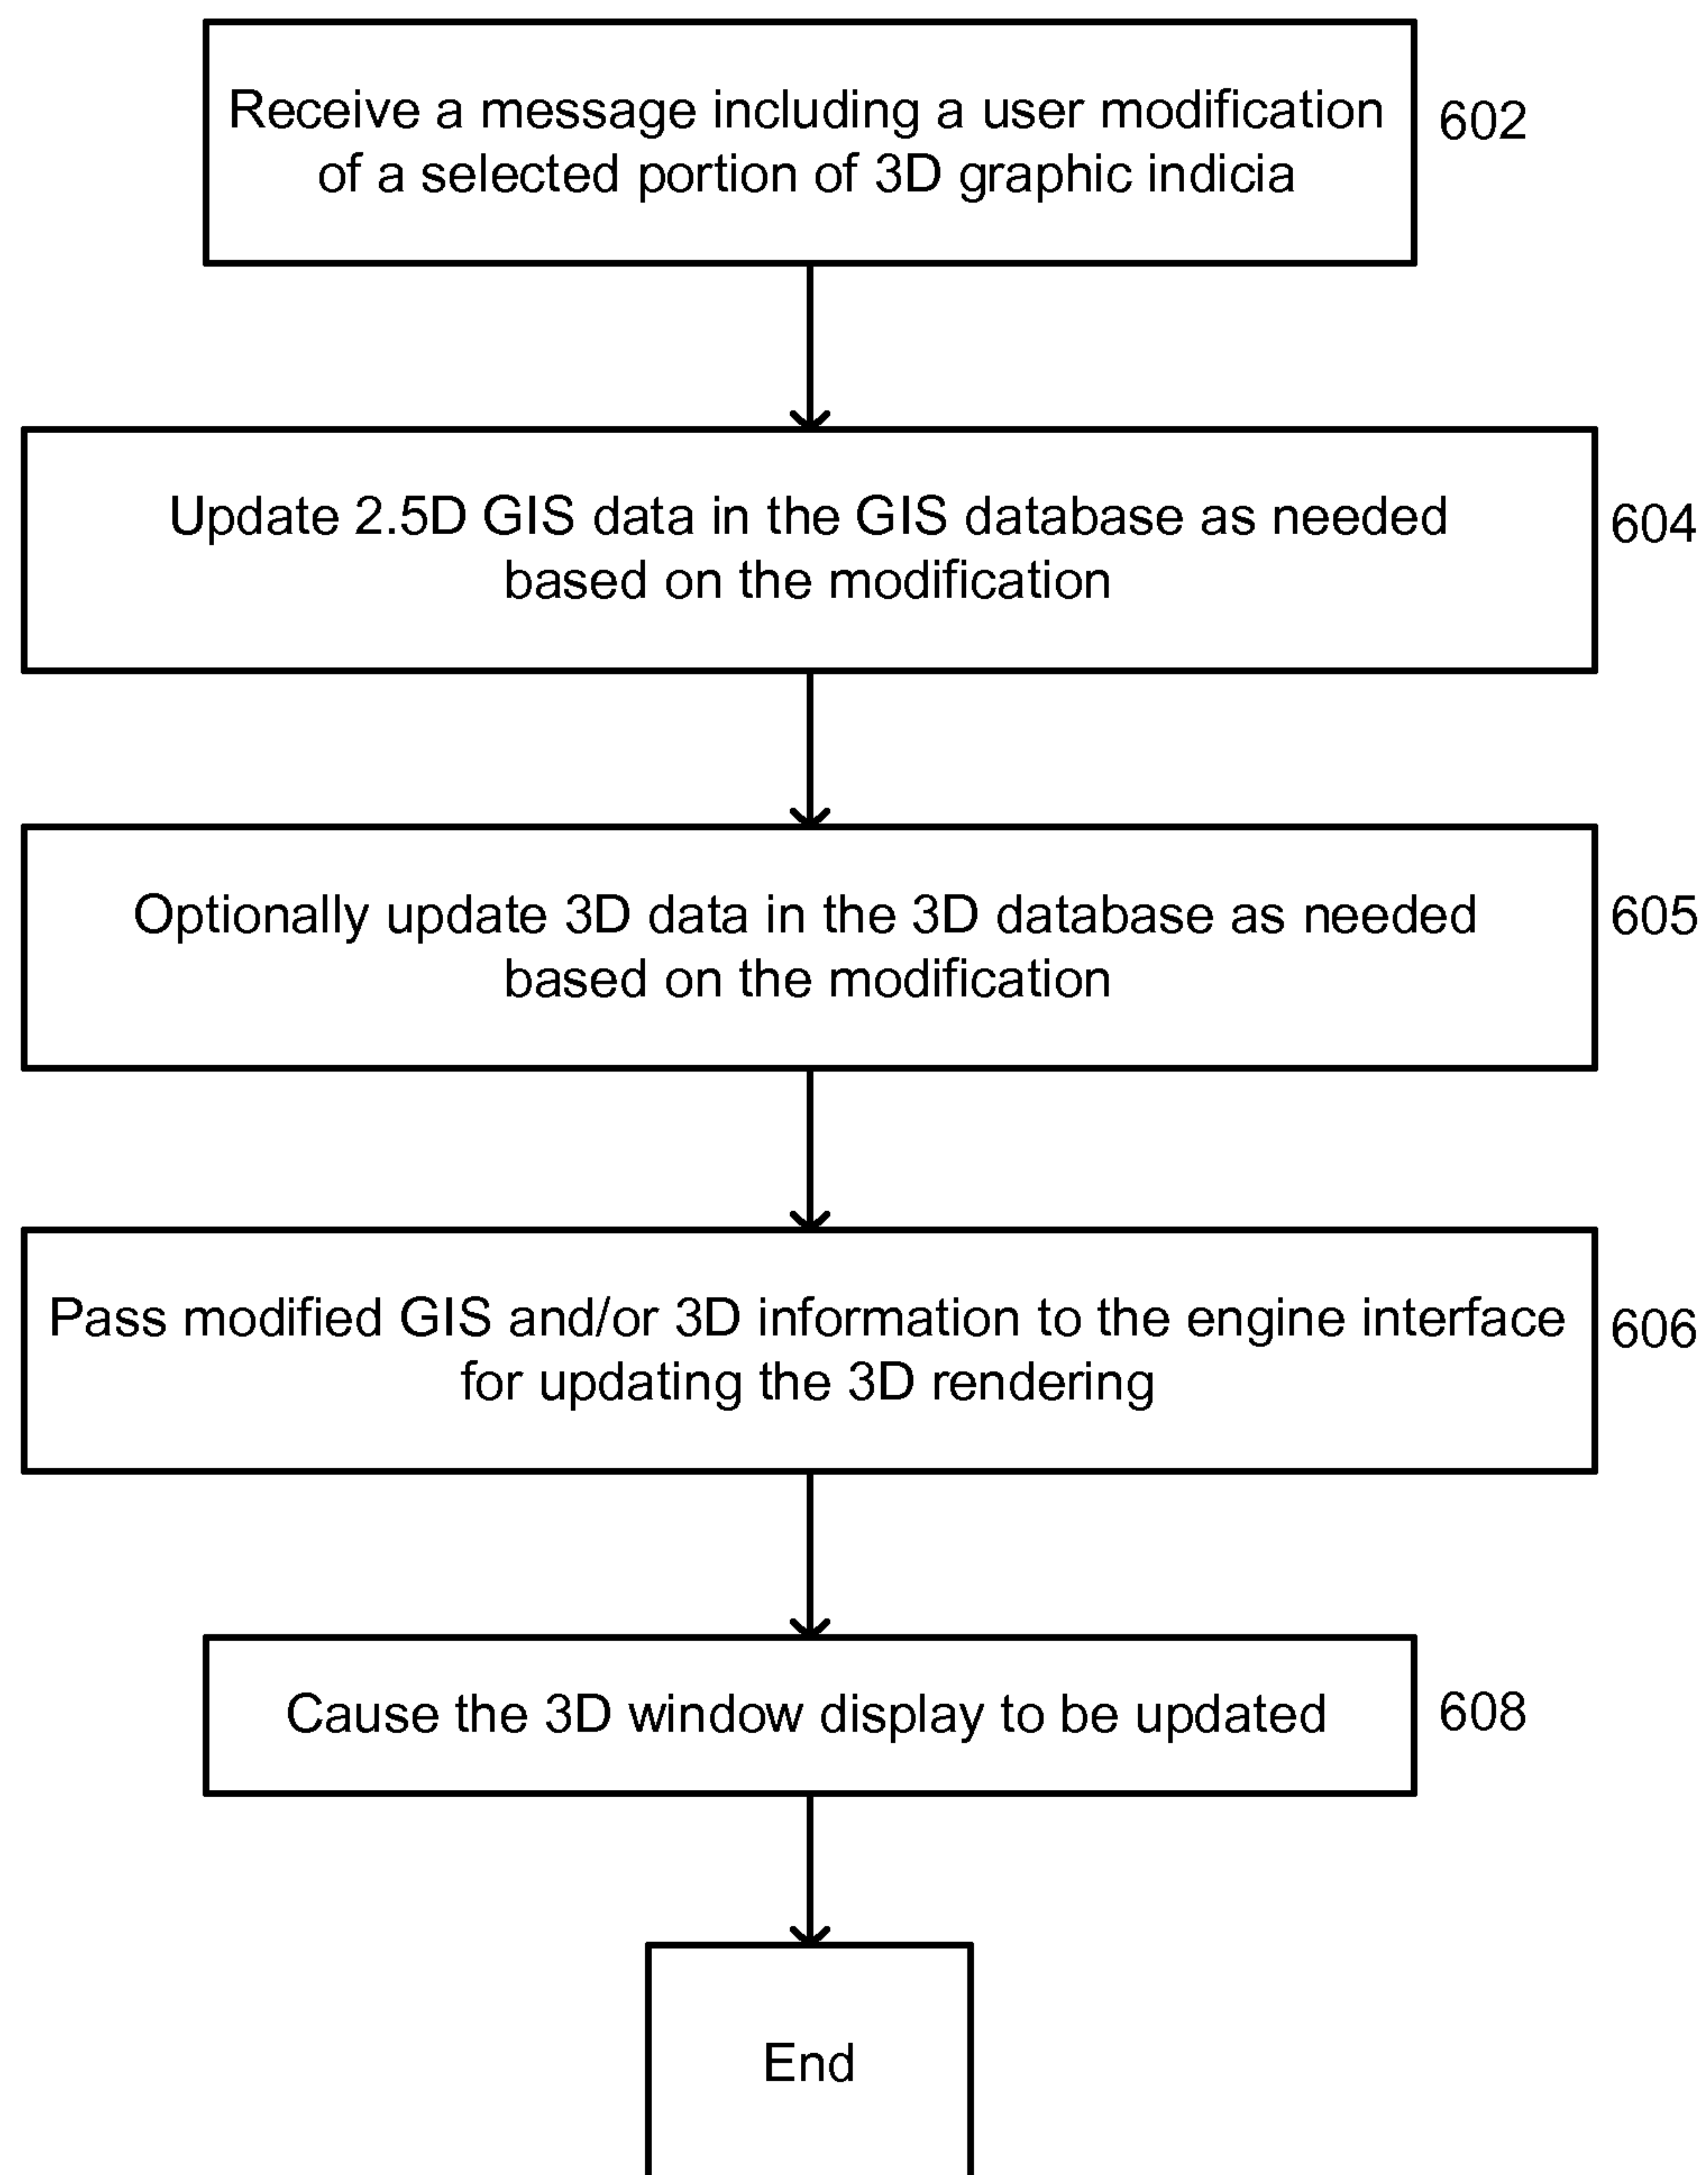 Receive a message including a user modification
of a selected portion of 3D graphic indicia
602
Update 2.5D GIS data in the GIS database as needed
based on the modification
604
Optionally update 3D data in the 3D database as needed
based on the modification
605
Pass modified GIS and/or 3D information to the engine interface
for updating the 3D rendering
606
Cause the 3D window display to be updated
608
End